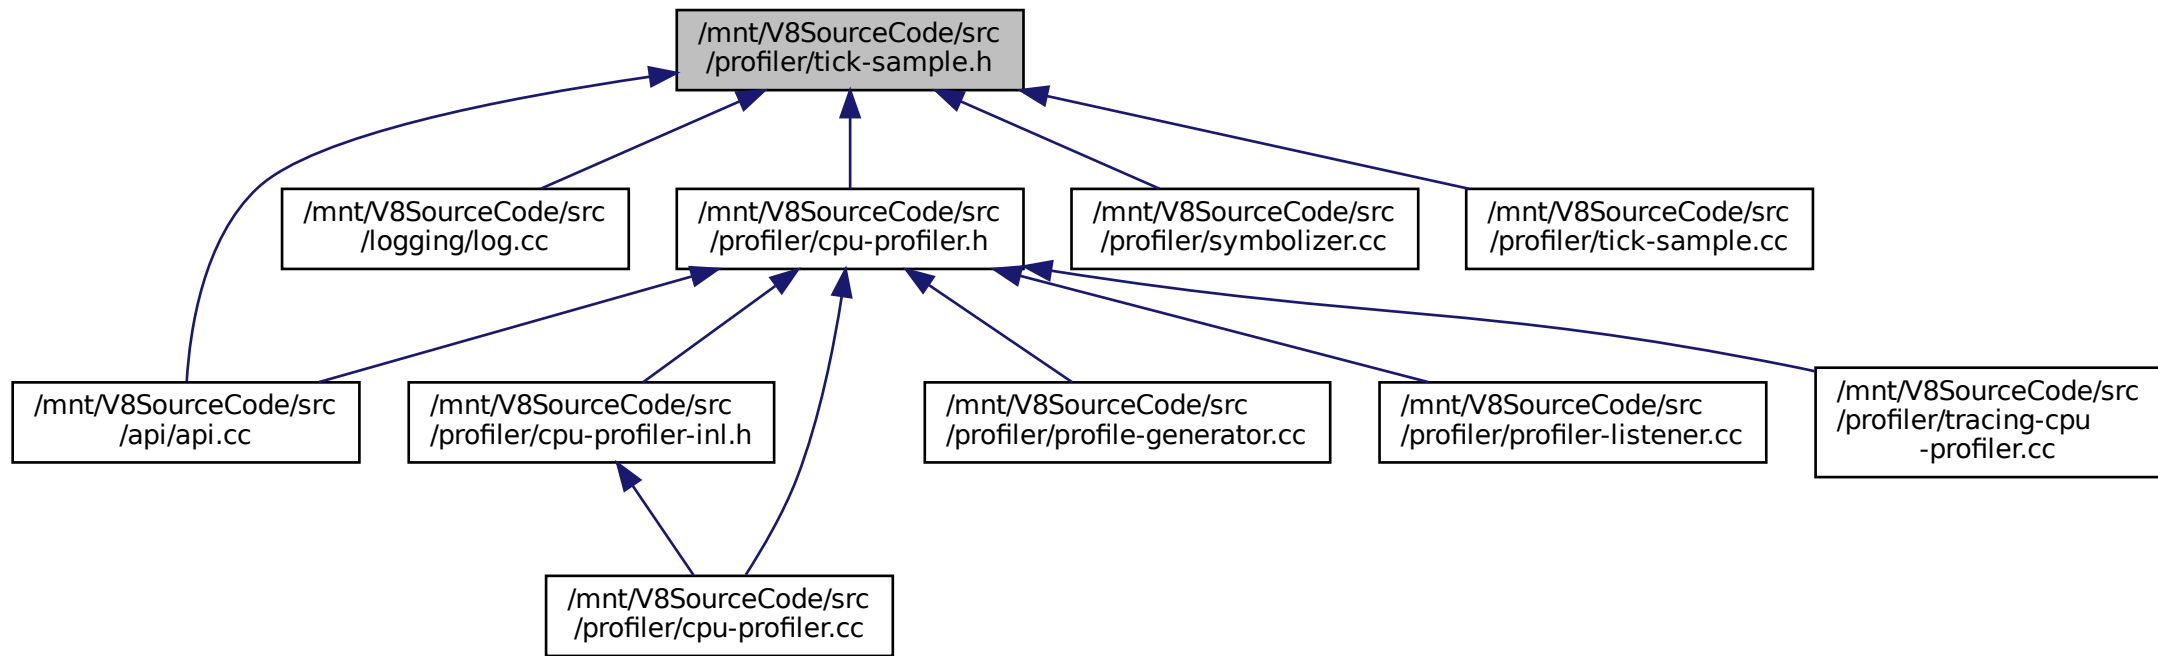 /mnt/V8SourceCode/src
/profiler/tick-sample.h
/mnt/V8SourceCode/src
/logging/log.cc
/mnt/V8SourceCode/src
/profiler/cpu-profiler.h
/mnt/V8SourceCode/src
/profiler/symbolizer.cc
/mnt/V8SourceCode/src
/profiler/tick-sample.cc
/mnt/V8SourceCode/src
/api/api.cc
/mnt/V8SourceCode/src
/profiler/cpu-profiler-inl.h
/mnt/V8SourceCode/src
/profiler/profile-generator.cc
/mnt/V8SourceCode/src
/profiler/profiler-listener.cc
/mnt/V8SourceCode/src
/profiler/tracing-cpu
-profiler.cc
/mnt/V8SourceCode/src
/profiler/cpu-profiler.cc